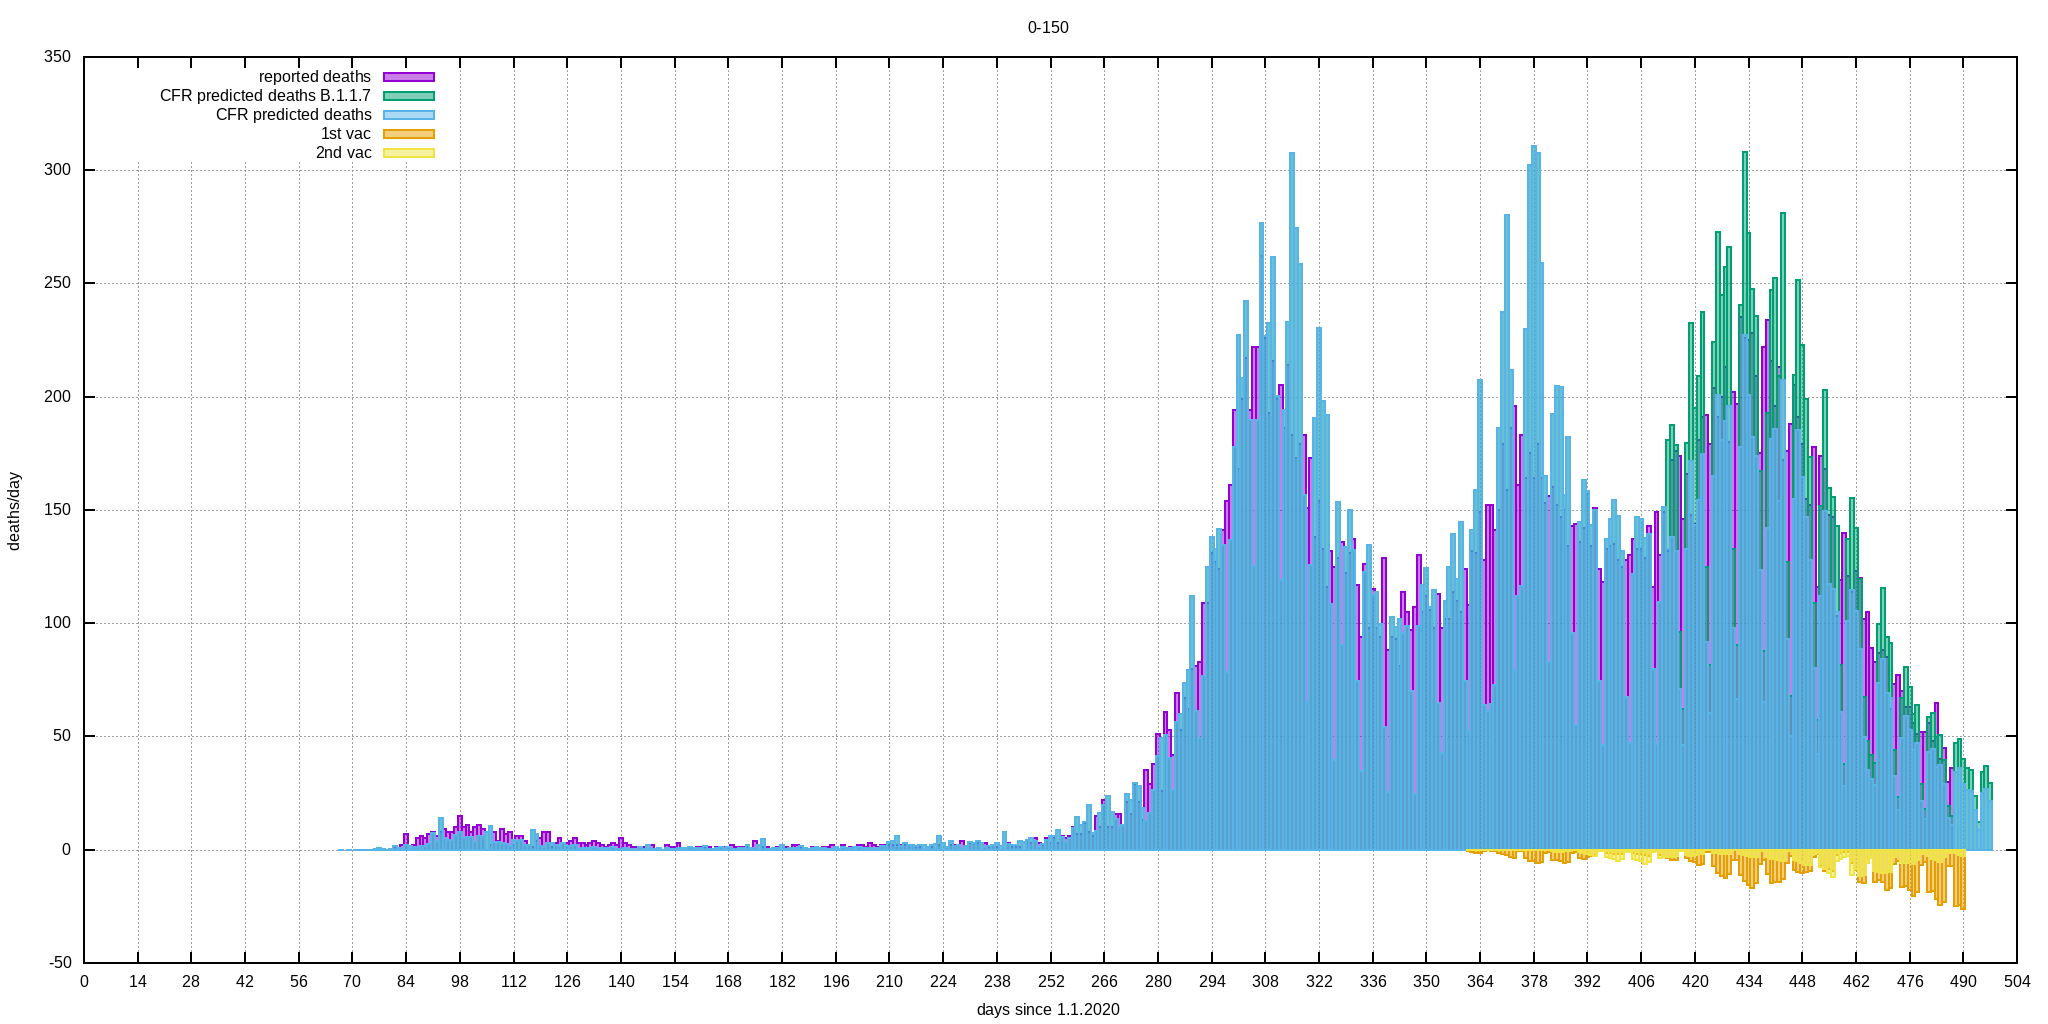 0-150
350
300
250
200
150
100
50
0
-50
deaths/day
reported deaths
CFR predicted deaths B.1.1.7
CFR predicted deaths
1st vac
2nd vac
0 14 28 42 56 70 84 98 112 126 140 154 168 182 196 210 224 238 252 266 280 294 308 322 336 350 364 378 392 406 420 434 448 462 476 490 504
days since 1.1.2020